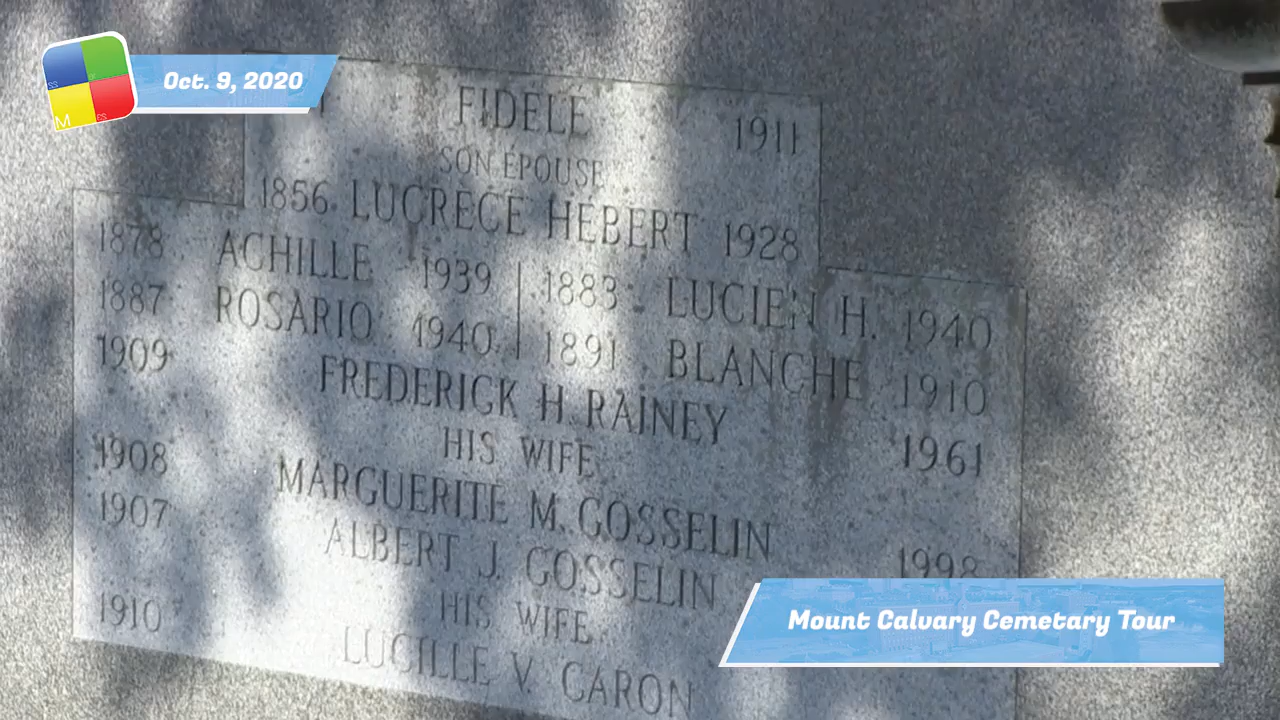 Oct. 9, 2020
FIDELE 1911
SON ÉPOUSE
1856 LUCRECE HEBERT 1928
1878 ACHILLE 1939 1883 LUCIEN H. 1940
1887 ROSARIO 1940 1891 BLANCHE 1910
1909 FREDERICK H. RAINEY 1961
HIS WIFE
1908 MARGUERITE M. GOSSELIN 1998
1907 ALBERT J. GOSSELIN
HIS WIFE
1910 LUCILLE V. CARON
Mount Calvary Cemetary Tour